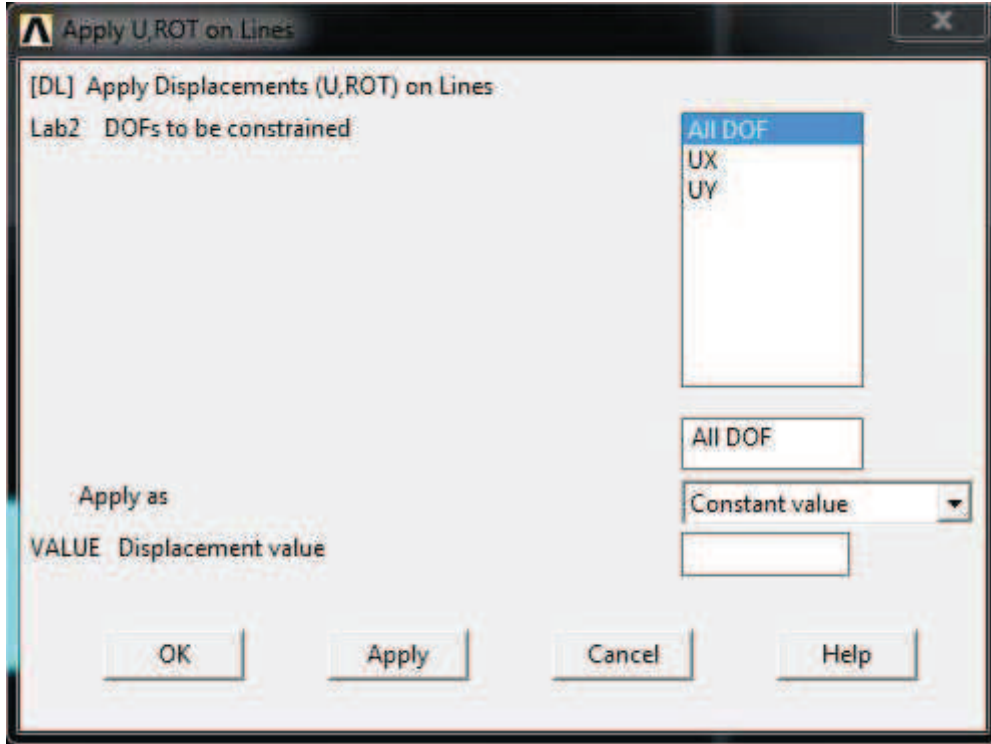 Apply U,ROT on Lines
[DL] Apply Displacements (U,ROT) on Lines
Lab2 DOFs to be constrained
All DOF
UX
UY
All DOF
Apply as
Constant value
VALUE Displacement value
OK Apply Cancel Help